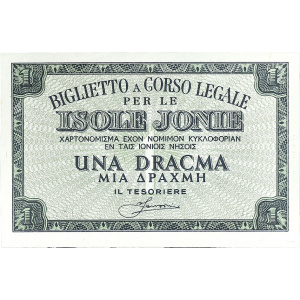 BIGLIETTO A CORSO LEGALE
PER LE
ISOLE JONIE
ΧΑΡΤΟΝΟΜΙΣΜΑ ΕΧΟΝ ΝΟΜΙΜΟΝ ΚΥΚΛΟΦΟΡΙΑΝ
ΕΝ ΤΑΙΣ ΙΟΝΙΟΙΣ ΝΗΣΟΙΣ
UNA DRACMA
ΜΙΑ ΔΡΑΧΜΗ
IL TESORIERE